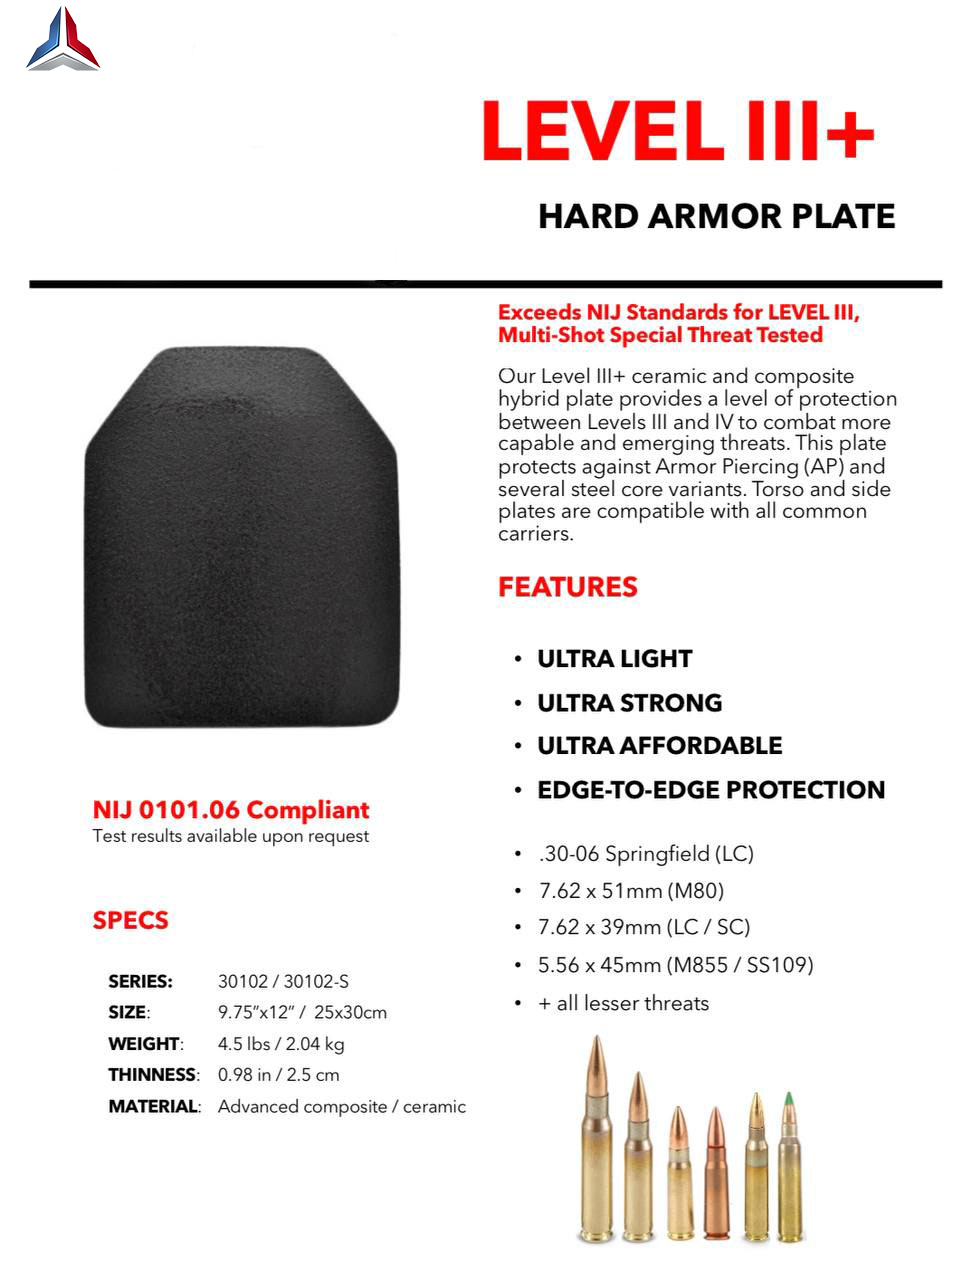 LEVEL III+
HARD ARMOR PLATE
Exceeds NIJ Standards for LEVEL III,
Multi-Shot Special Threat Tested
Our Level III+ ceramic and composite
hybrid plate provides a level of protection
between Levels III and IV to combat more
capable and emerging threats. This plate
protects against Armor Piercing (AP) and
several steel core variants. Torso and side
plates are compatible with all common
carriers.
FEATURES
• ULTRA LIGHT
• ULTRA STRONG
• ULTRA AFFORDABLE
• EDGE-TO-EDGE PROTECTION
• .30-06 Springfield (LC)
• 7.62 x 51mm (M80)
• 7.62 x 39mm (LC / SC)
• 5.56 x 45mm (M855 / SS109)
• + all lesser threats
NIJ 0101.06 Compliant
Test results available upon request
SPECS
SERIES: 30102 / 30102-S
SIZE: 9.75”x12” / 25x30cm
WEIGHT: 4.5 lbs / 2.04 kg
THINNESS: 0.98 in / 2.5 cm
MATERIAL: Advanced composite / ceramic